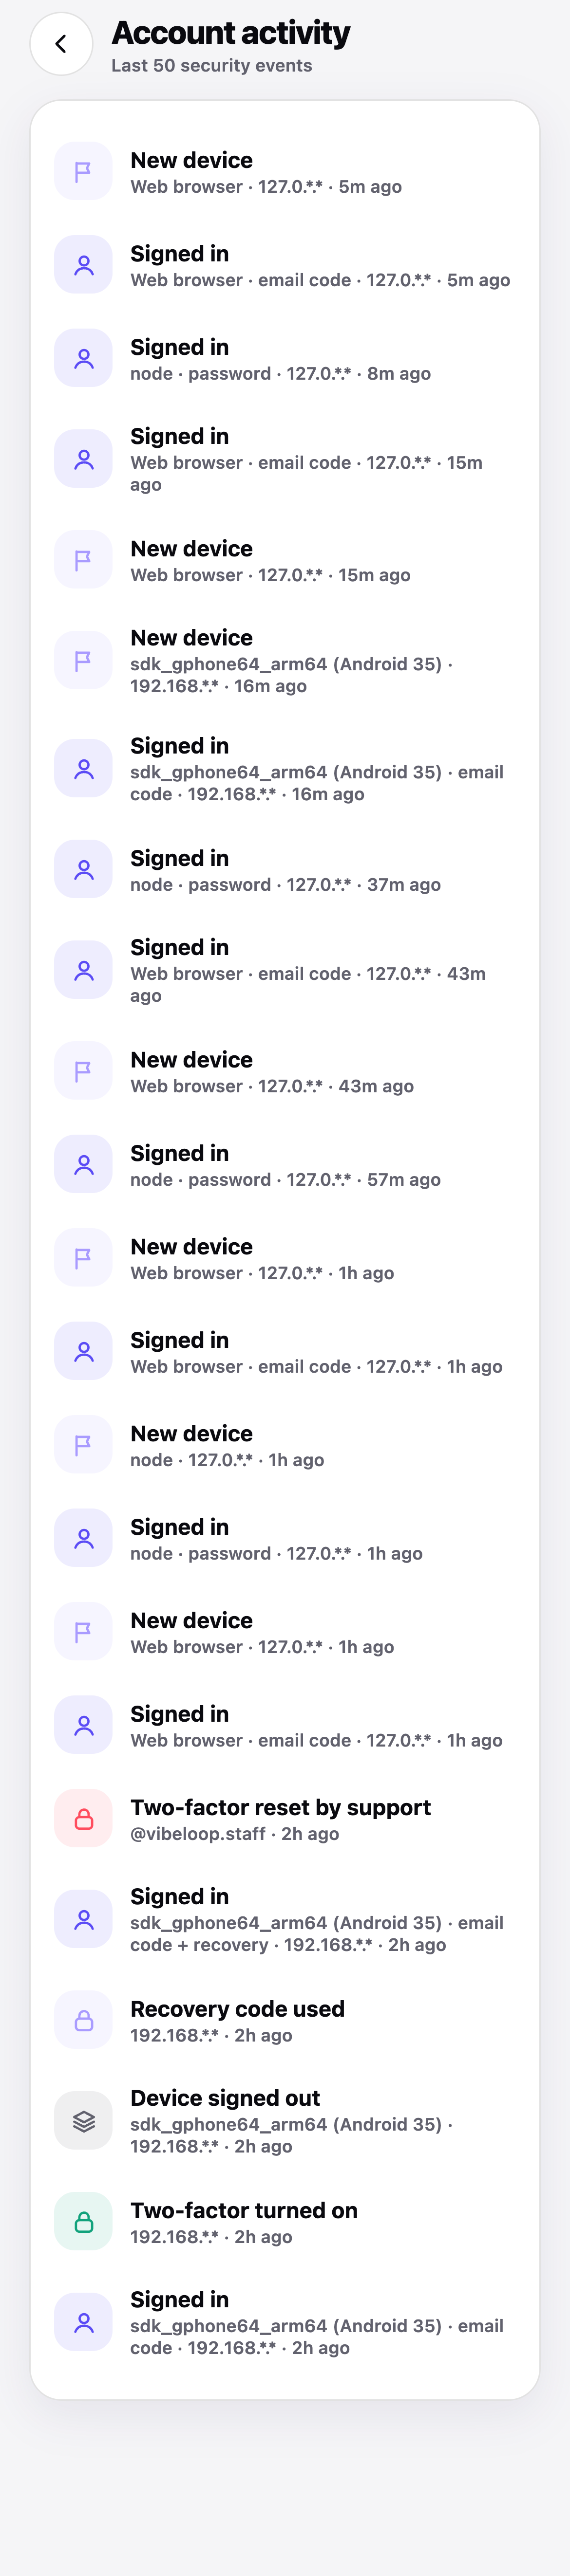 Account activity
Last 50 security events
New device
Web browser · 127.0.*.* · 5m ago
Signed in
Web browser · email code · 127.0.*.* · 5m ago
Signed in
node · password · 127.0.*.* · 8m ago
Signed in
Web browser · email code · 127.0.*.* · 15m
ago
New device
Web browser · 127.0.*.* · 15m ago
New device
sdk_gphone64_arm64 (Android 35) ·
192.168.*.* · 16m ago
Signed in
sdk_gphone64_arm64 (Android 35) · email
code · 192.168.*.* · 16m ago
Signed in
node · password · 127.0.*.* · 37m ago
Signed in
Web browser · email code · 127.0.*.* · 43m
ago
New device
Web browser · 127.0.*.* · 43m ago
Signed in
node · password · 127.0.*.* · 57m ago
New device
Web browser · 127.0.*.* · 1h ago
Signed in
Web browser · email code · 127.0.*.* · 1h ago
New device
node · 127.0.*.* · 1h ago
Signed in
node · password · 127.0.*.* · 1h ago
New device
Web browser · 127.0.*.* · 1h ago
Signed in
Web browser · email code · 127.0.*.* · 1h ago
Two-factor reset by support
@vibeloop.staff · 2h ago
Signed in
sdk_gphone64_arm64 (Android 35) · email
code + recovery · 192.168.*.* · 2h ago
Recovery code used
192.168.*.* · 2h ago
Device signed out
sdk_gphone64_arm64 (Android 35) ·
192.168.*.* · 2h ago
Two-factor turned on
192.168.*.* · 2h ago
Signed in
sdk_gphone64_arm64 (Android 35) · email
code · 192.168.*.* · 2h ago